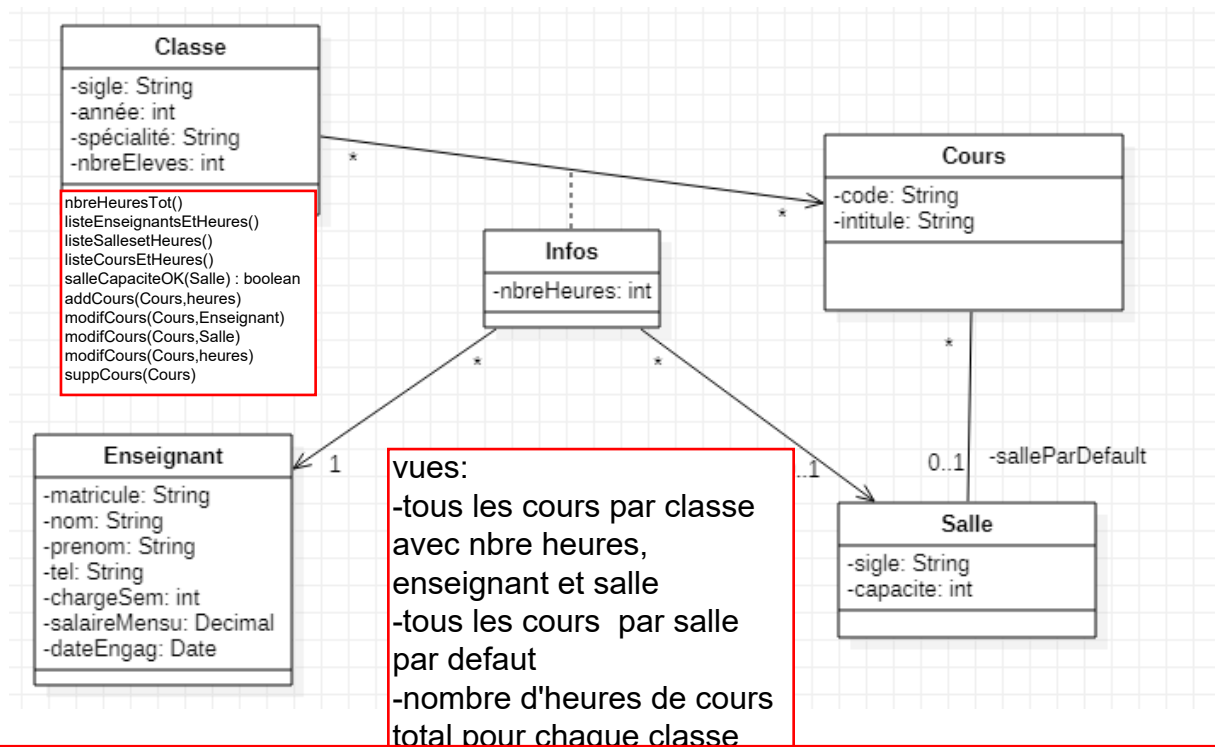 Classe
-sigle: String
-année: int
-spécialité: String
-nbreEleves: int
nbreHeuresTot()
listeEnseignantsEtHeures()
listeSallesetHeures()
listeCoursEtHeures()
salleCapaciteOK(Salle) : boolean
addCours(Cours,heures)
modifCours(Cours,Enseignant)
modifCours(Cours,Salle)
modifCours(Cours,heures)
suppCours(Cours)
*
*
Cours
-code: String
-intitule: String
Infos
-nbreHeures: int
*
*
*
1
..1
0..1
-salleParDefault
Enseignant
-matricule: String
-nom: String
-prenom: String
-tel: String
-chargeSem: int
-salaireMensu: Decimal
-dateEngag: Date
vues:
-tous les cours par classe
avec nbre heures,
enseignant et salle
-tous les cours par salle
par defaut
-nombre d'heures de cours
total pour chaque classe
Salle
-sigle: String
-capacite: int